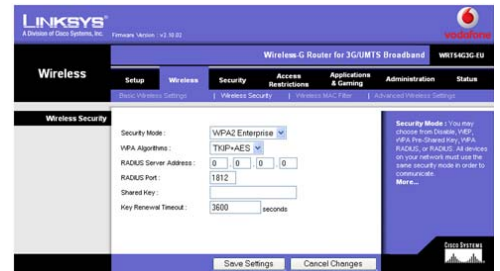 LINKSYS®
A Division of Cisco Systems, Inc.
Firmware Version : v2.10.02
vodafone
Wireless-G Router for 3G/UMTS Broadband
WRT54G3G-EU
Wireless
Setup
Wireless
Security
Access Restrictions
Applications & Gaming
Administration
Status
Basic Wireless Settings
| Wireless Security
| Wireless MAC Filter
| Advanced Wireless Settings
Wireless Security
Security Mode :
WPA2 Enterprise
WPA Algorithms :
TKIP+AES
RADIUS Server Address :
0 . 0 . 0 . 0
RADIUS Port :
1812
Shared Key :
Key Renewal Timeout :
3600 seconds
Security Mode : You may
choose from Disable, WEP,
WPA Pre-Shared Key, WPA
RADIUS, or RADIUS. All devices
on your network must use the
same security mode in order to
communicate.
More...
Save Settings
Cancel Changes
CISCO SYSTEMS